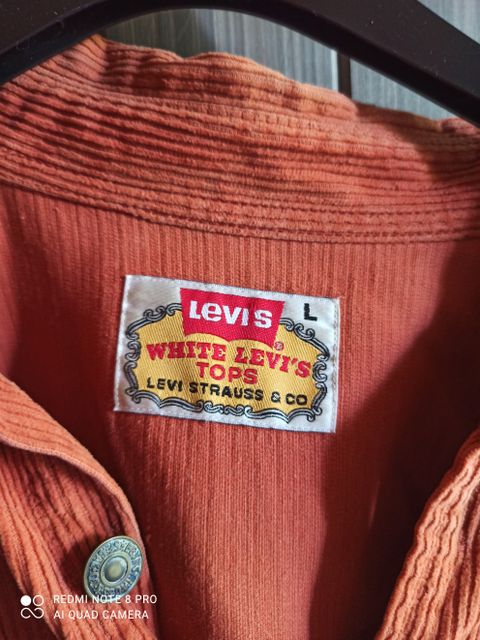 LEVI'S
L
®
WHITE LEVI'S
TOPS
LEVI STRAUSS & CO
REDMI NOTE 8 PRO
AI QUAD CAMERA